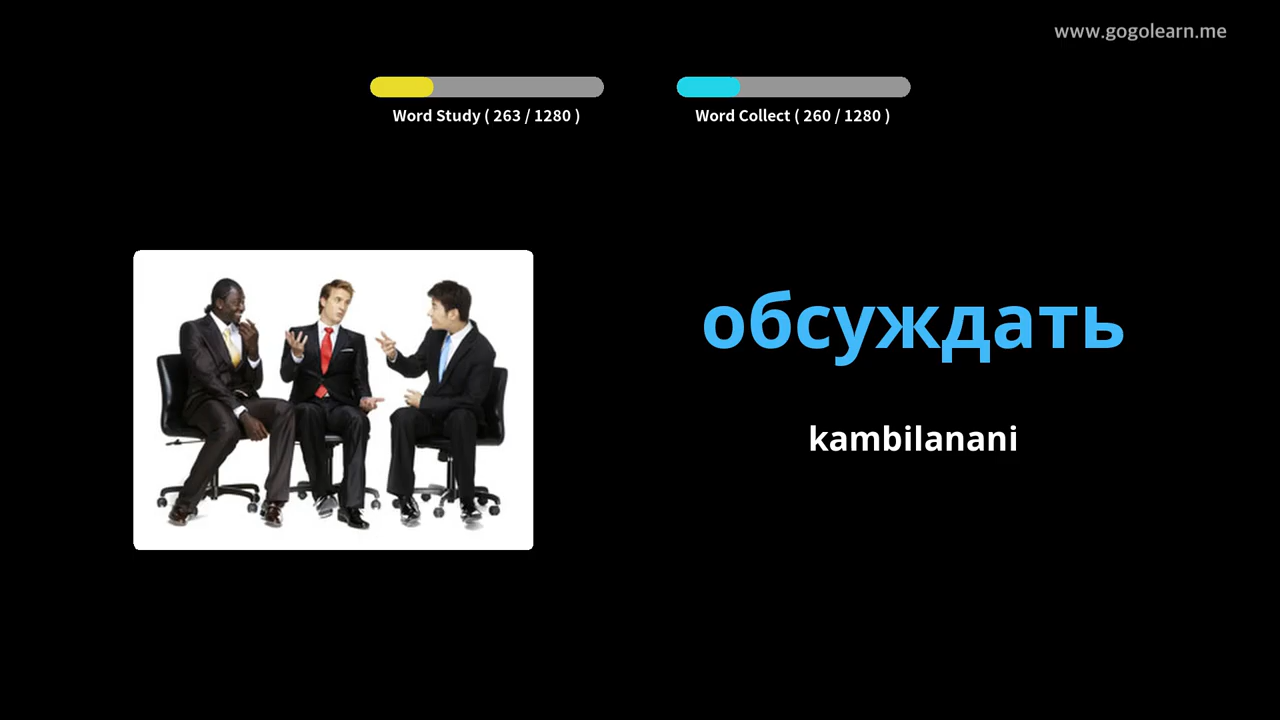 www.gogolearn.me
Word Study ( 263 / 1280 )
Word Collect ( 260 / 1280 )
обсуждать
kambilanani